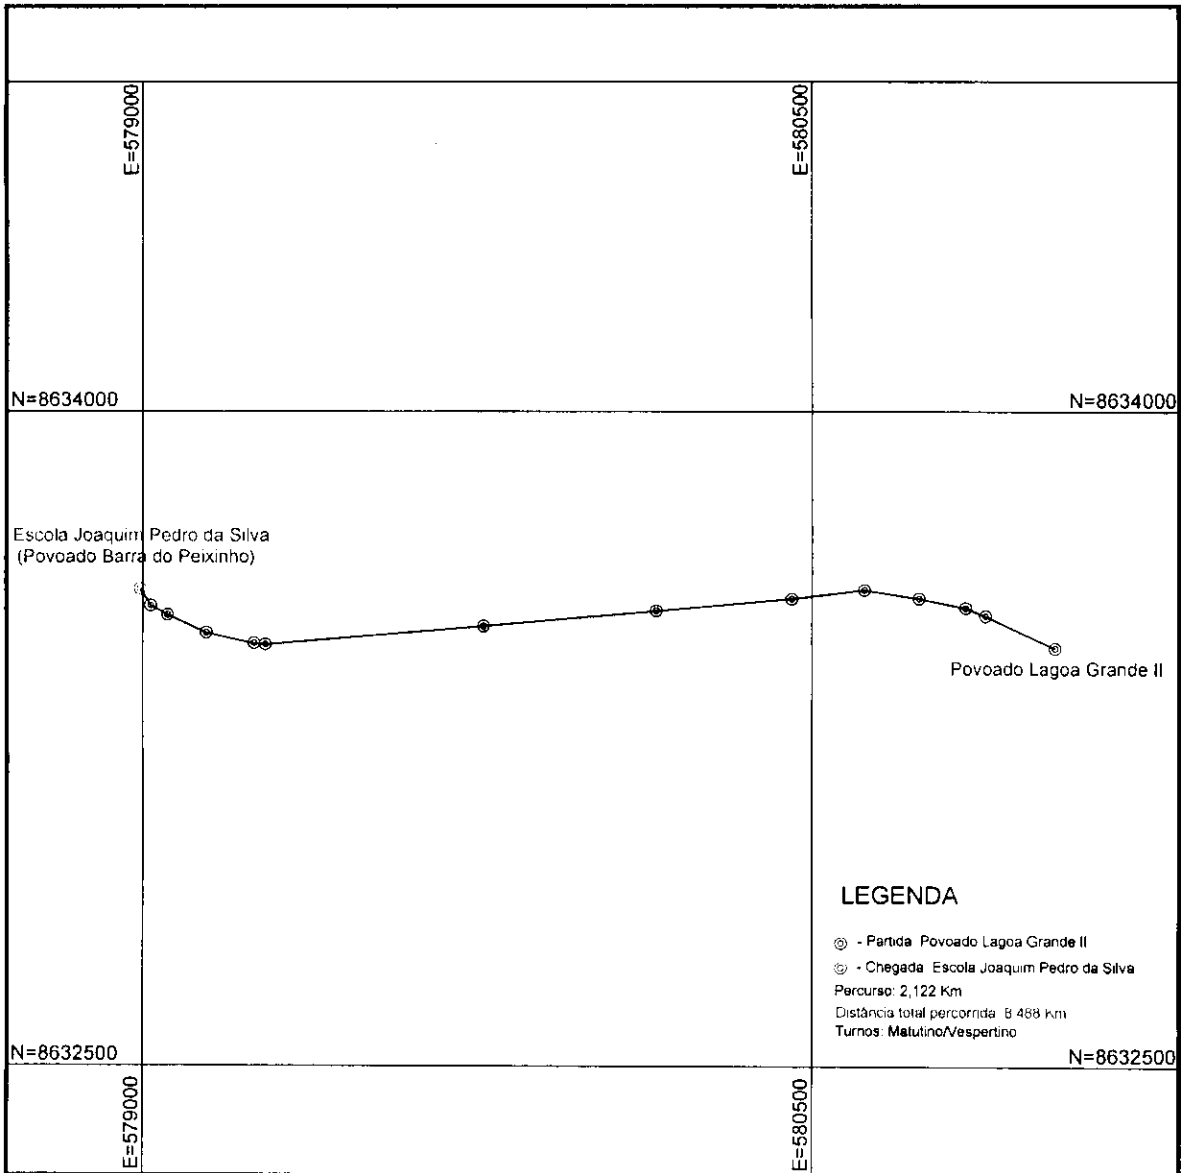 E=579000
E=580500
N=8634000
N=8634000
Escola Joaquim Pedro da Silva
(Povoado Barra do Peixinho)
Povoado Lagoa Grande II
LEGENDA
- Partida Povoado Lagoa Grande II
- Chegada Escola Joaquim Pedro da Silva
Percurso: 2,122 Km
Distância total percorrida 8.488 Km
Turnos: Matutino/Vespertino
N=8632500
N=8632500
E=579000
E=580500